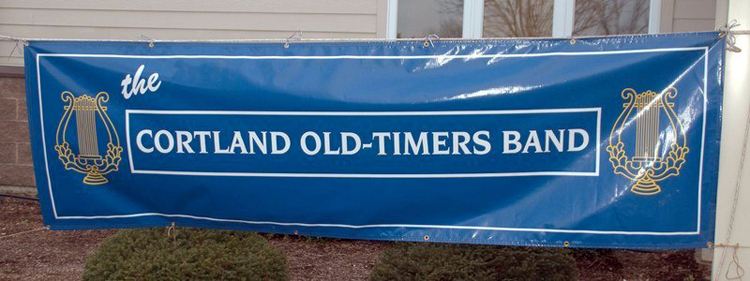 the
CORTLAND OLD-TIMERS BAND